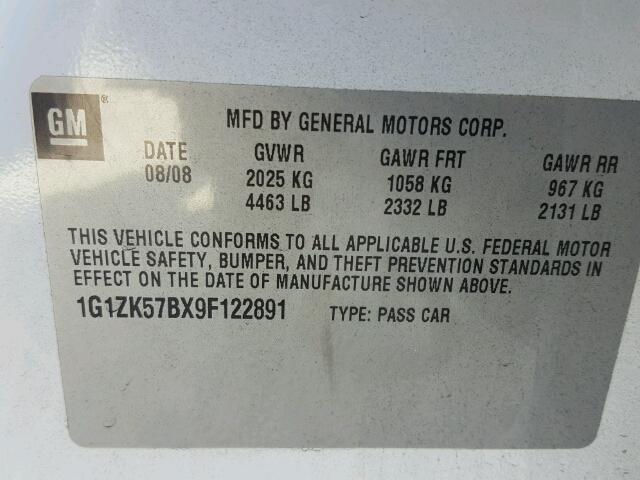 GM®
MFD BY GENERAL MOTORS CORP.
DATE GVWR GAWR FRT GAWR RR
08/08 2025 KG 1058 KG 967 KG
4463 LB 2332 LB 2131 LB
THIS VEHICLE CONFORMS TO ALL APPLICABLE U.S. FEDERAL MOTOR
VEHICLE SAFETY, BUMPER, AND THEFT PREVENTION STANDARDS IN
EFFECT ON THE DATE OF MANUFACTURE SHOWN ABOVE.
1G1ZK57BX9F122891 TYPE: PASS CAR